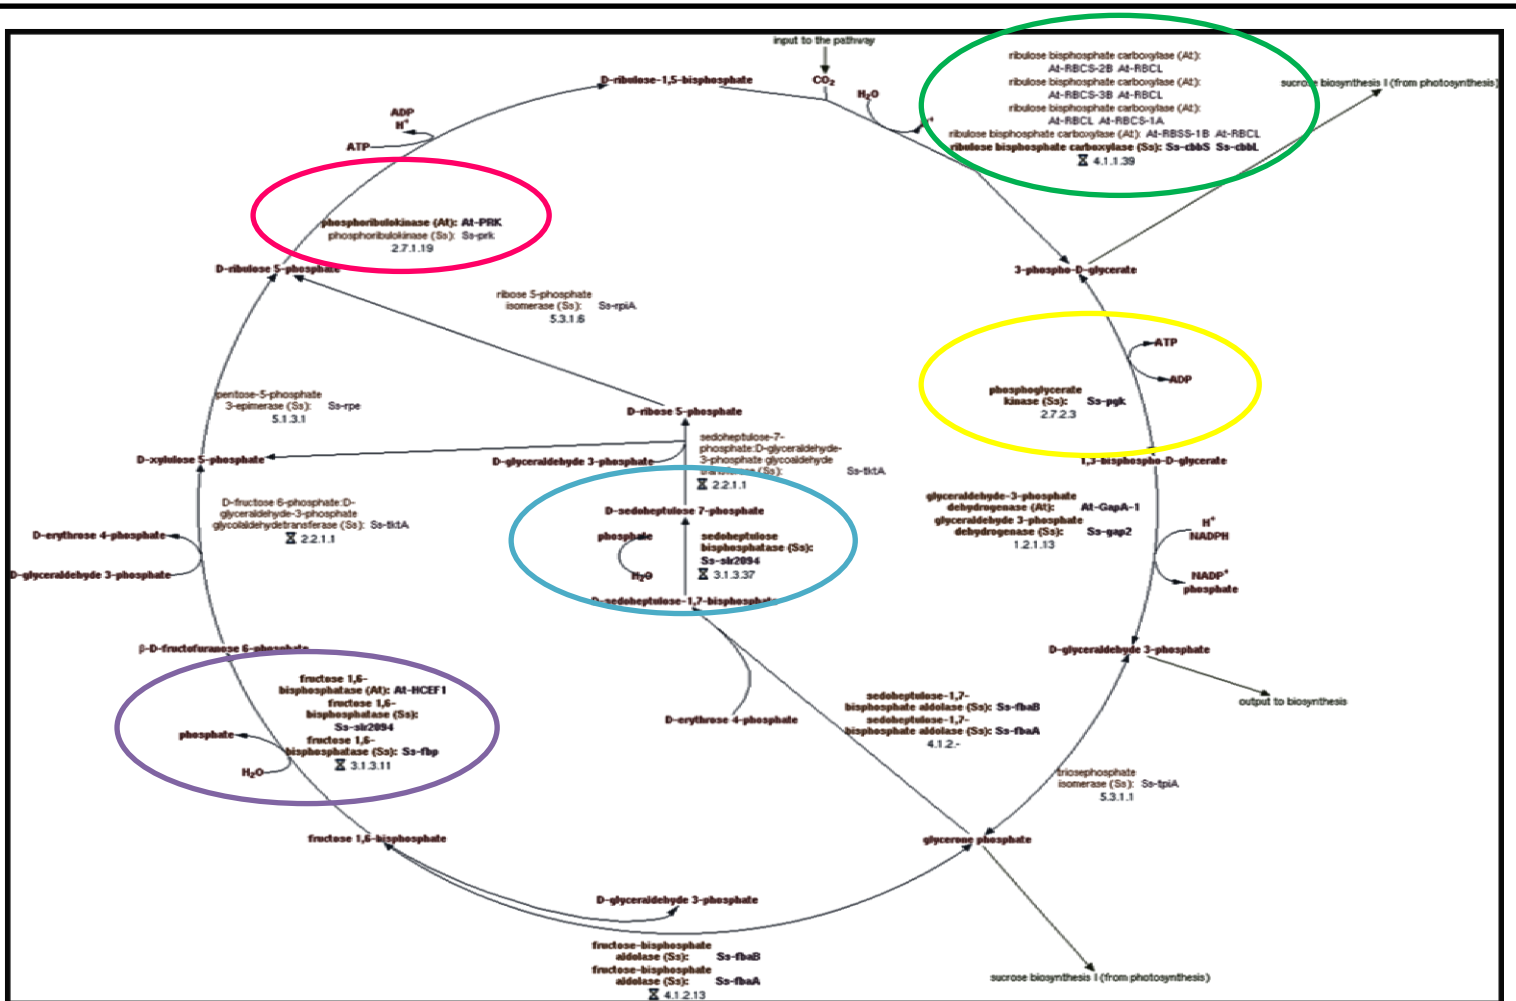 input to the pathway
D-ribulose-1,5-bisphosphate
CO2
H2O
ribulose bisphosphate carboxylase (At):
At-RBCS-2B At-RBCL
ribulose bisphosphate carboxylase (At):
At-RBCS-3B At-RBCL
ribulose bisphosphate carboxylase (At):
At-RBCL At-RBCS-1A
ribulose bisphosphate carboxylase (At): At-RBSS-1B At-RBCL
ribulose bisphosphate carboxylase (Ss): Ss-cbbS Ss-cbbL
4.1.1.39
sucrose biosynthesis I (from photosynthesis)
ADP
H+
ATP
phosphoribulokinase (At): At-PRK
phosphoribulokinase (Ss): Ss-prk
2.7.1.19
D-ribulose 5-phosphate
3-phospho-D-glycerate
ribose 5-phosphate
isomerase (Ss): Ss-rpiA
5.3.1.6
ATP
ADP
phosphoglycerate
kinase (Ss): Ss-pgk
2.7.2.3
pentose-5-phosphate
3-epimerase (Ss): Ss-rpe
5.1.3.1
D-ribose 5-phosphate
sedoheptulose-7-
phosphate:D-glyceraldehyde-
3-phosphate glycoaldehyde
transferase (Ss): Ss-tktA
2.2.1.1
D-xylulose 5-phosphate
D-glyceraldehyde 3-phosphate
1,3-bisphospho-D-glycerate
D-fructose 6-phosphate:D-
glyceraldehyde-3-phosphate
glycolaldehydetransferase (Ss): Ss-tktA
2.2.1.1
D-erythrose 4-phosphate
D-glyceraldehyde 3-phosphate
D-sedoheptulose 7-phosphate
phosphate
H2O
sedoheptulose
bisphosphatase (Ss):
Ss-slr2094
3.1.3.37
D-sedoheptulose-1,7-bisphosphate
glyceraldehyde-3-phosphate
dehydrogenase (At): At-GapA-1
glyceraldehyde 3-phosphate
dehydrogenase (Ss): Ss-gap2
1.2.1.13
H+
NADPH
NADP+
phosphate
β-D-fructofuranose 6-phosphate
D-glyceraldehyde 3-phosphate
output to biosynthesis
fructose 1,6-
bisphosphatase (At): At-HCEF1
fructose 1,6-
bisphosphatase (Ss):
Ss-slr2094
fructose 1,6-
bisphosphatase (Ss): Ss-fbp
3.1.3.11
phosphate
H2O
D-erythrose 4-phosphate
sedoheptulose-1,7-
bisphosphate aldolase (Ss): Ss-fbaB
sedoheptulose-1,7-
bisphosphate aldolase (Ss): Ss-fbaA
4.1.2.-
triosephosphate
isomerase (Ss): Ss-tpiA
5.3.1.1
fructose 1,6-bisphosphate
glycerone phosphate
D-glyceraldehyde 3-phosphate
fructose-bisphosphate
aldolase (Ss): Ss-fbaB
fructose-bisphosphate
aldolase (Ss): Ss-fbaA
4.1.2.13
sucrose biosynthesis I (from photosynthesis)